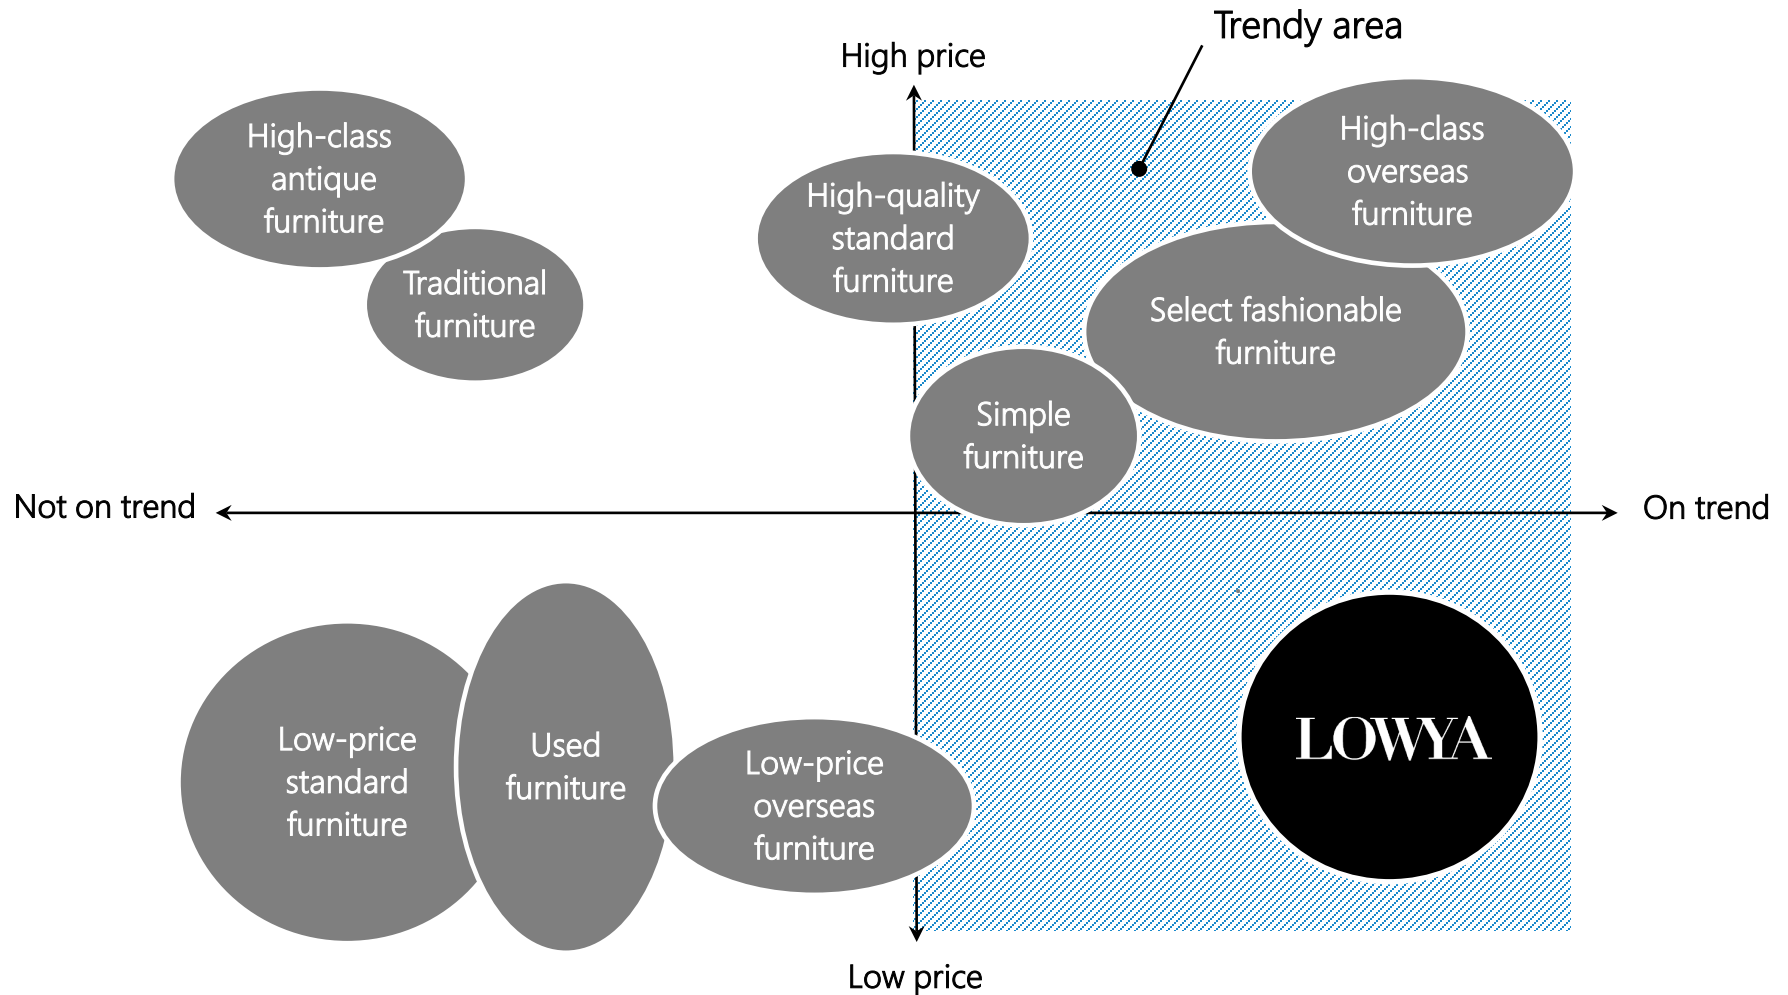 Trendy area
High price
High-class
antique
furniture
High-class
overseas
furniture
High-quality
standard
furniture
Traditional
furniture
Select fashionable
furniture
Simple
furniture
Not on trend
On trend
Low-price
standard
furniture
Used
furniture
Low-price
overseas
furniture
LOWYA
Low price